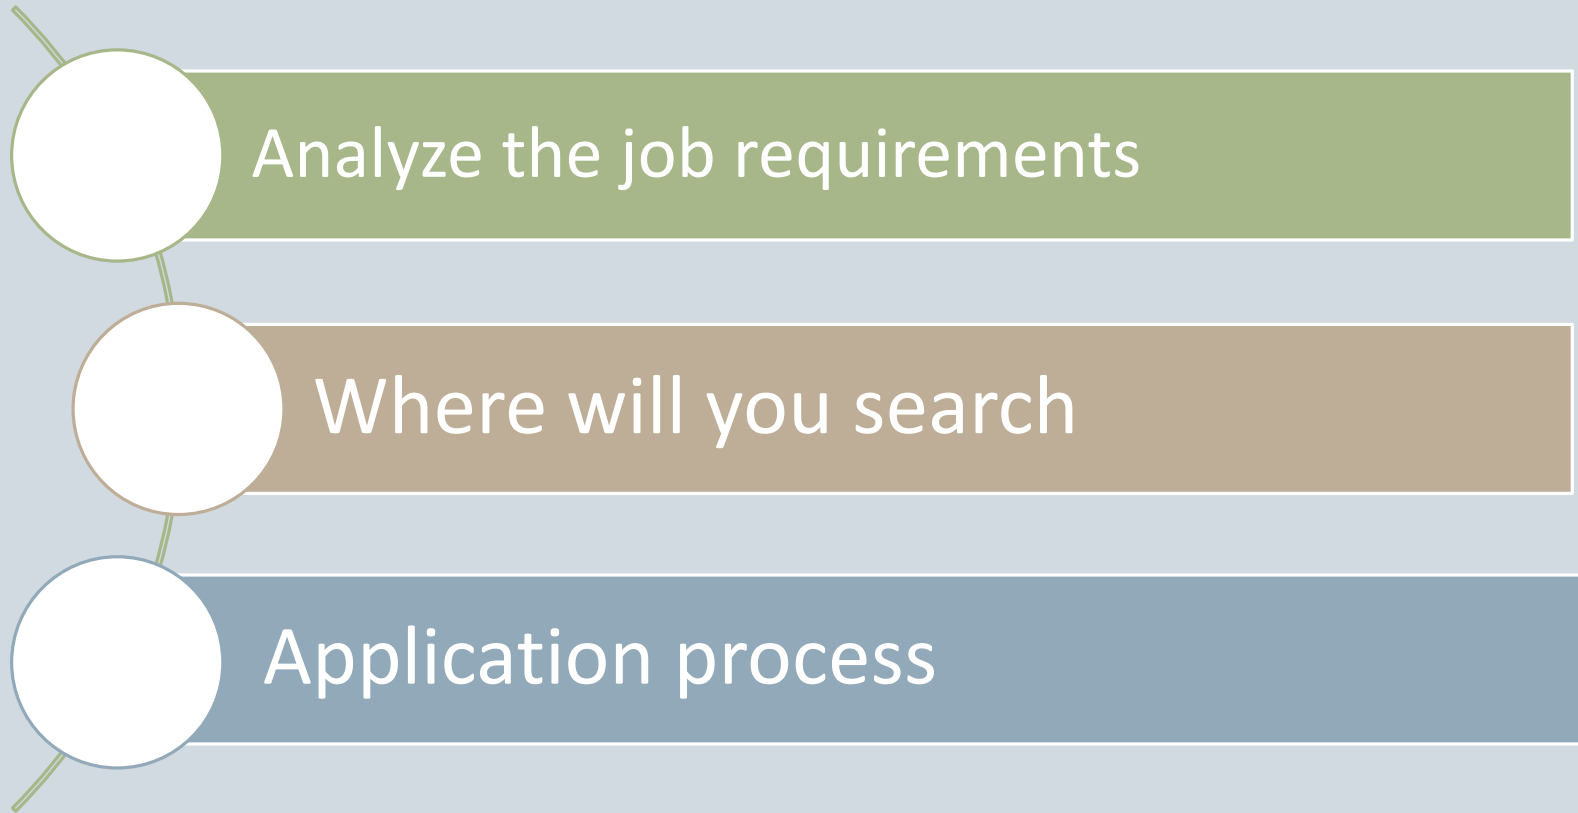 Analyze the job requirements
Where will you search
Application process